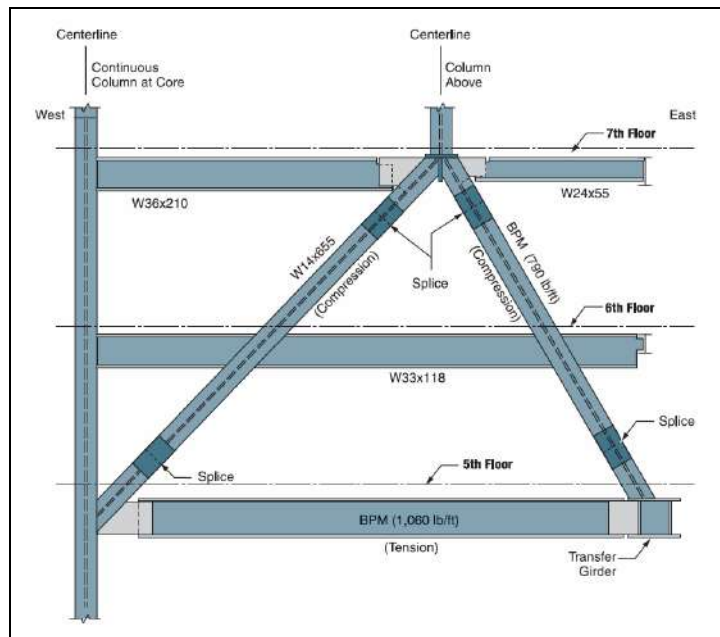 Centerline
Centerline
Continuous
Column at Core
Column
Above
West
East
7th Floor
W36x210
W24x55
W14x655
(Compression)
BPM (790 lb/ft)
(Compression)
Splice
6th Floor
W33x118
Splice
Splice
5th Floor
BPM (1,060 lb/ft)
(Tension)
Transfer
Girder